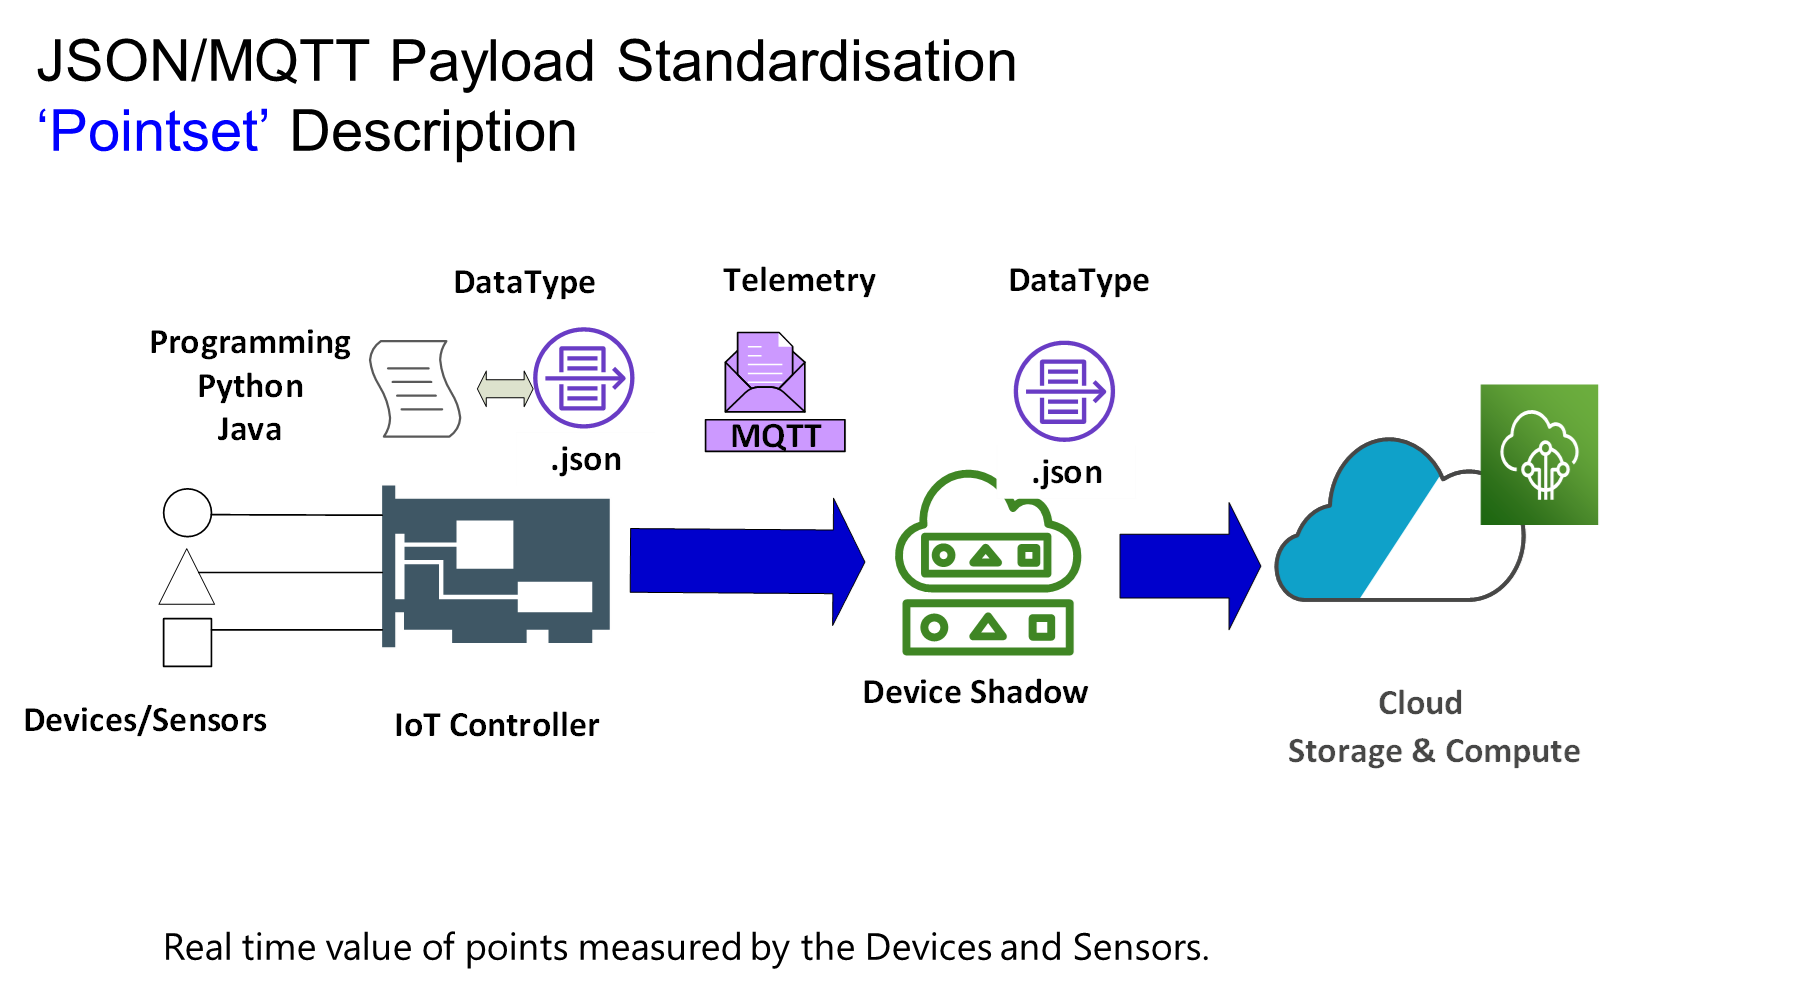 JSON/MQTT Payload Standardisation
‘Pointset’ Description
DataType
Telemetry
DataType
Programming
Python
Java
.json
MQTT
.json
Devices/Sensors
IoT Controller
Device Shadow
Cloud
Storage & Compute
Real time value of points measured by the Devices and Sensors.